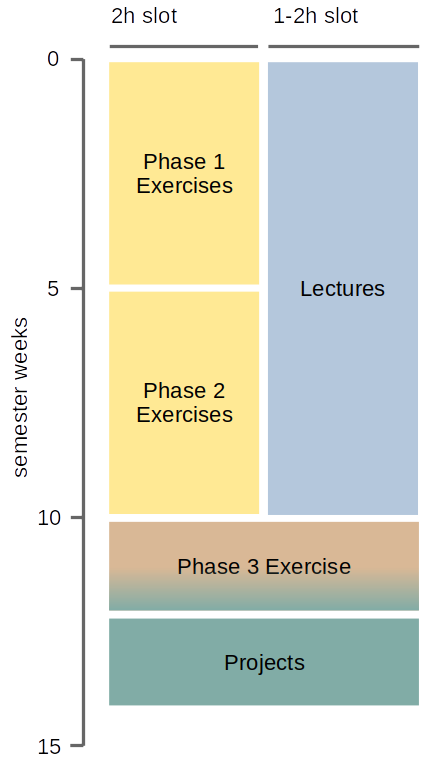 2h slot
1-2h slot
0
Phase 1
Exercises
5
Lectures
semester weeks
Phase 2
Exercises
10
Phase 3 Exercise
Projects
15